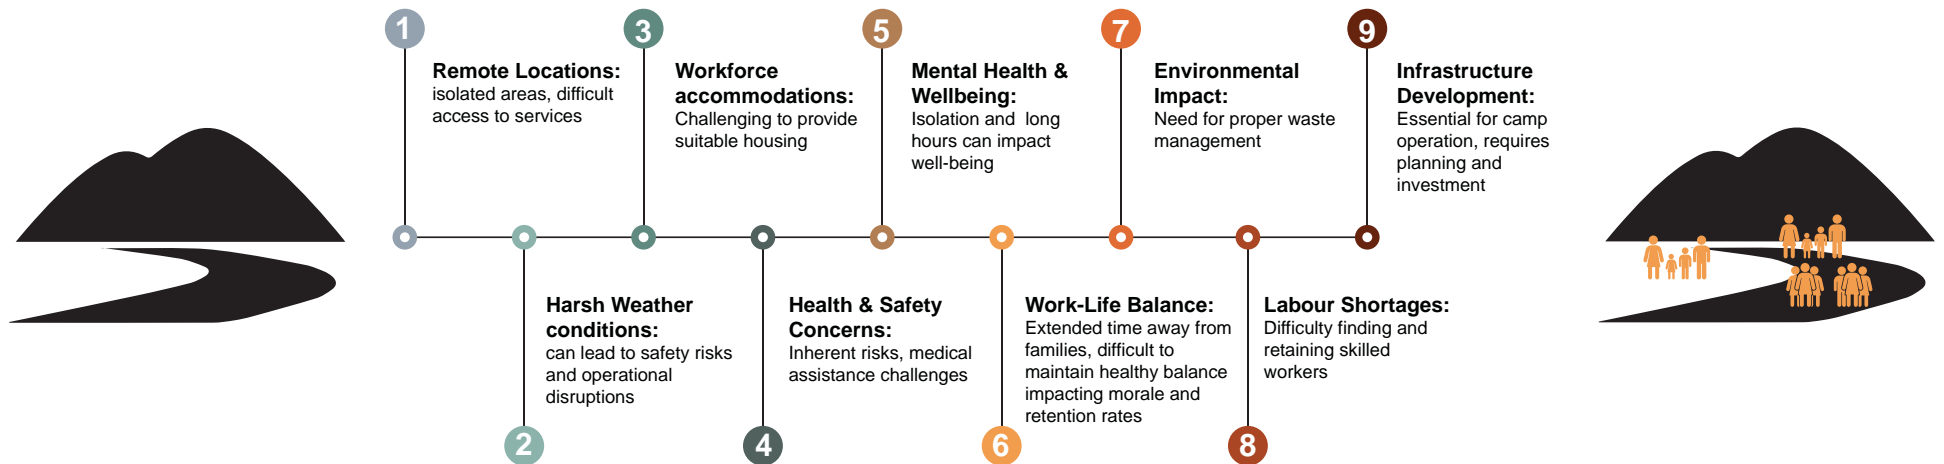 1
Remote Locations:
isolated areas, difficult
access to services
2
Harsh Weather
conditions:
can lead to safety risks
and operational
disruptions
3
Workforce
accommodations:
Challenging to provide
suitable housing
4
Health & Safety
Concerns:
Inherent risks, medical
assistance challenges
5
Mental Health &
Wellbeing:
Isolation and long
hours can impact
well-being
6
Work-Life Balance:
Extended time away from
families, difficult to
maintain healthy balance
impacting morale and
retention rates
7
Environmental
Impact:
Need for proper waste
management
8
Labour Shortages:
Difficulty finding and
retaining skilled
workers
9
Infrastructure
Development:
Essential for camp
operation, requires
planning and
investment